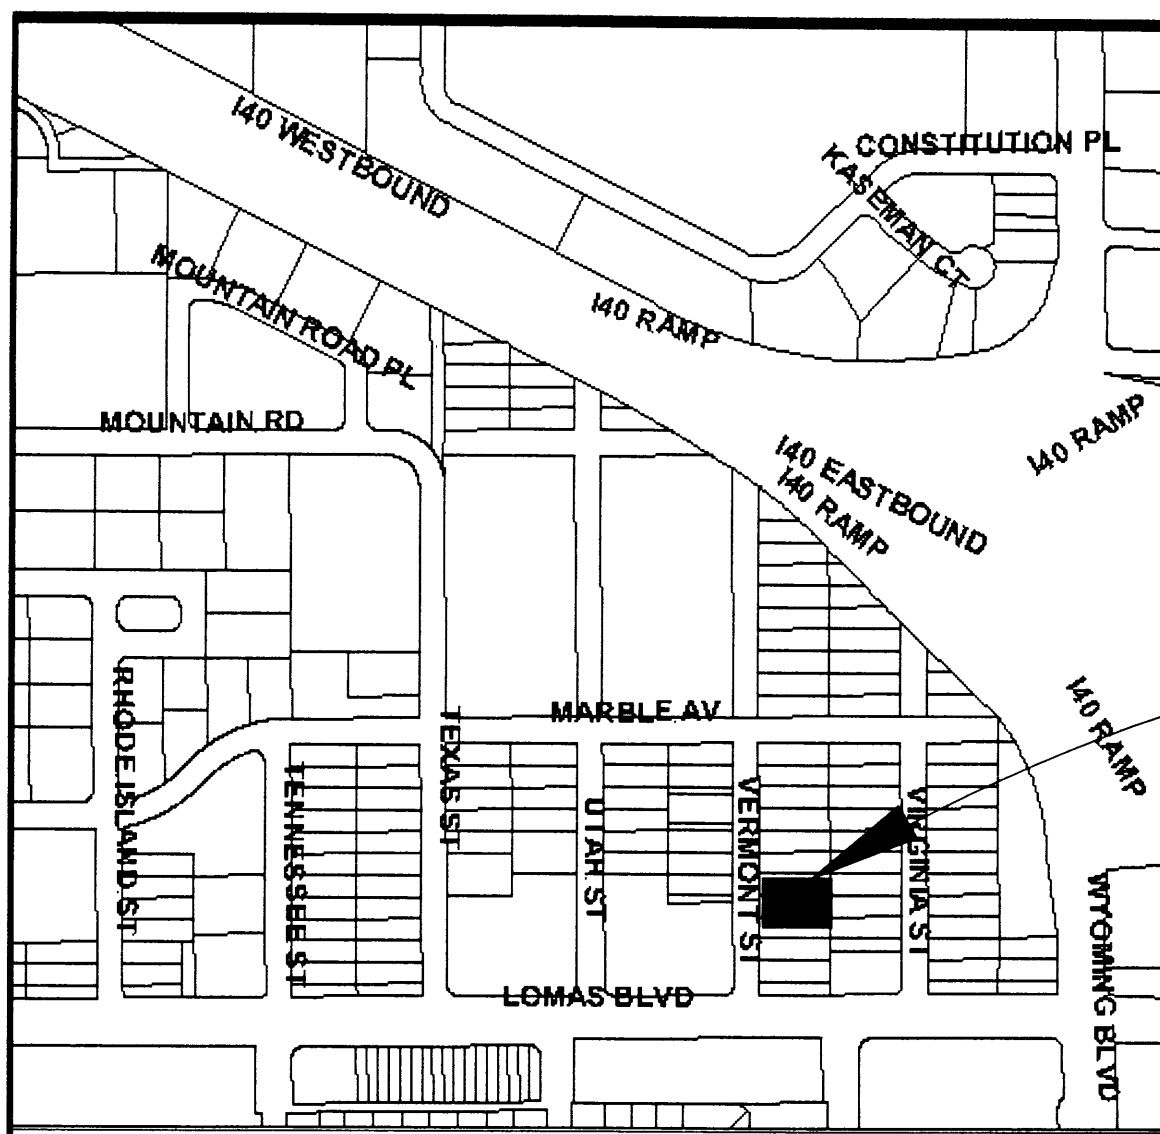 I40 WESTBOUND
CONSTITUTION PL
KASEMAN CT
MOUNTAIN ROAD PL
I40 RAMP
MOUNTAIN RD
I40 RAMP
I40 EASTBOUND
I40 RAMP
I40 RAMP
MARBLE AV
RHODE ISLAND ST
TENNESSEE ST
TEXAS ST
UTAH ST
VERMONT ST
VIRGINIA ST
WYOMING BLVD
LOMAS BLVD